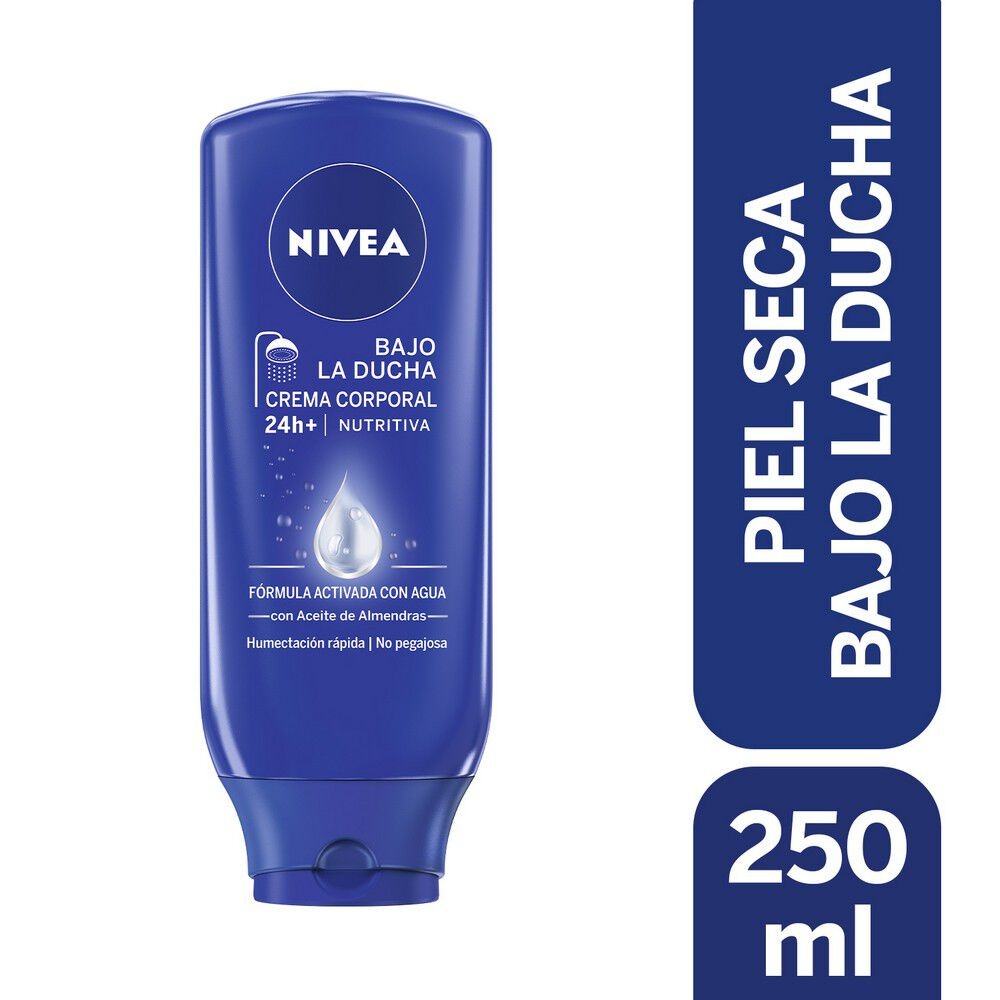 NIVEA
BAJO
LA DUCHA
CREMA CORPORAL
24h+ | NUTRITIVA
FÓRMULA ACTIVADA CON AGUA
con Aceite de Almendras
Humectación rápida | No pegajosa
PIEL SECA
BAJO LA DUCHA
250
ml